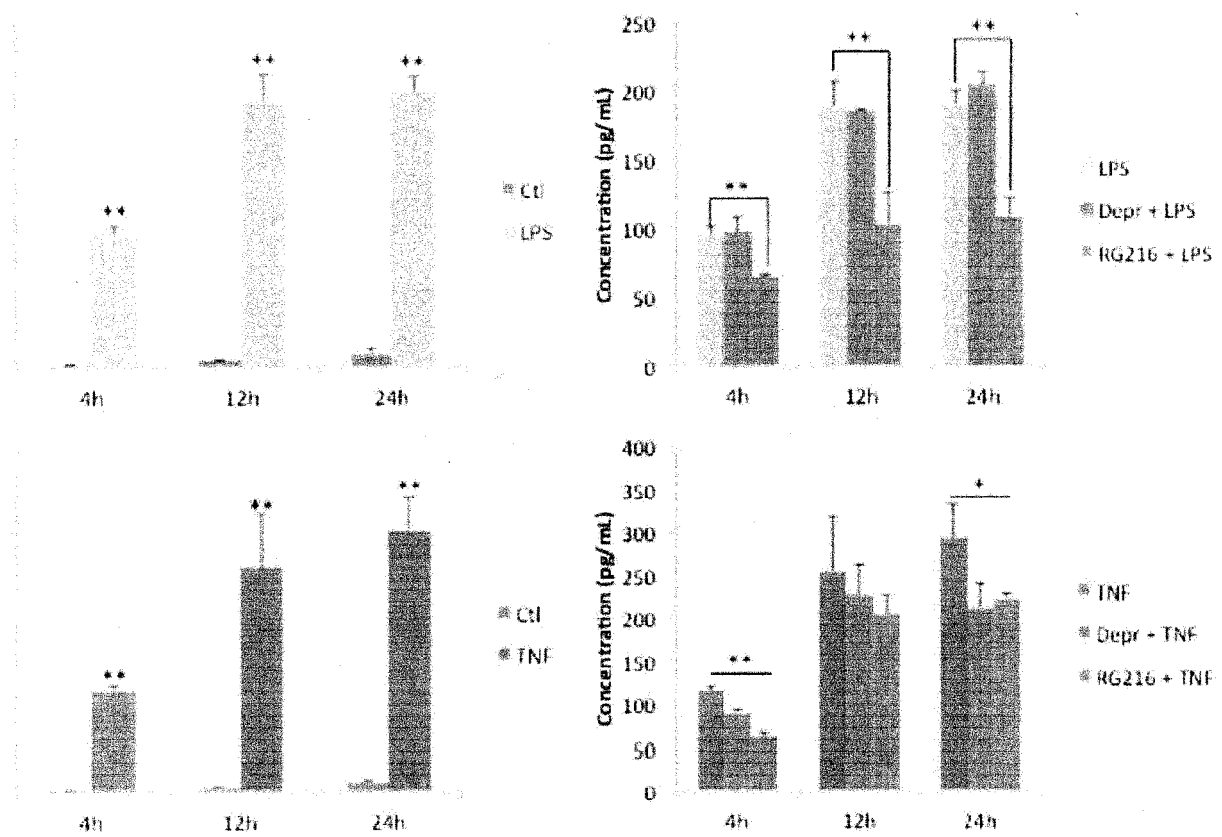 **
**
**
Ctl
LPS
4h
12h
24h
Concentration (pg/mL)
250
200
150
100
50
0
**
**
**
LPS
Depr + LPS
RG216 + LPS
4h
12h
24h
**
**
**
Ctl
TNF
4h
12h
24h
Concentration (pg/mL)
400
350
300
250
200
150
100
50
0
**
*
TNF
Depr + TNF
RG216 + TNF
4h
12h
24h